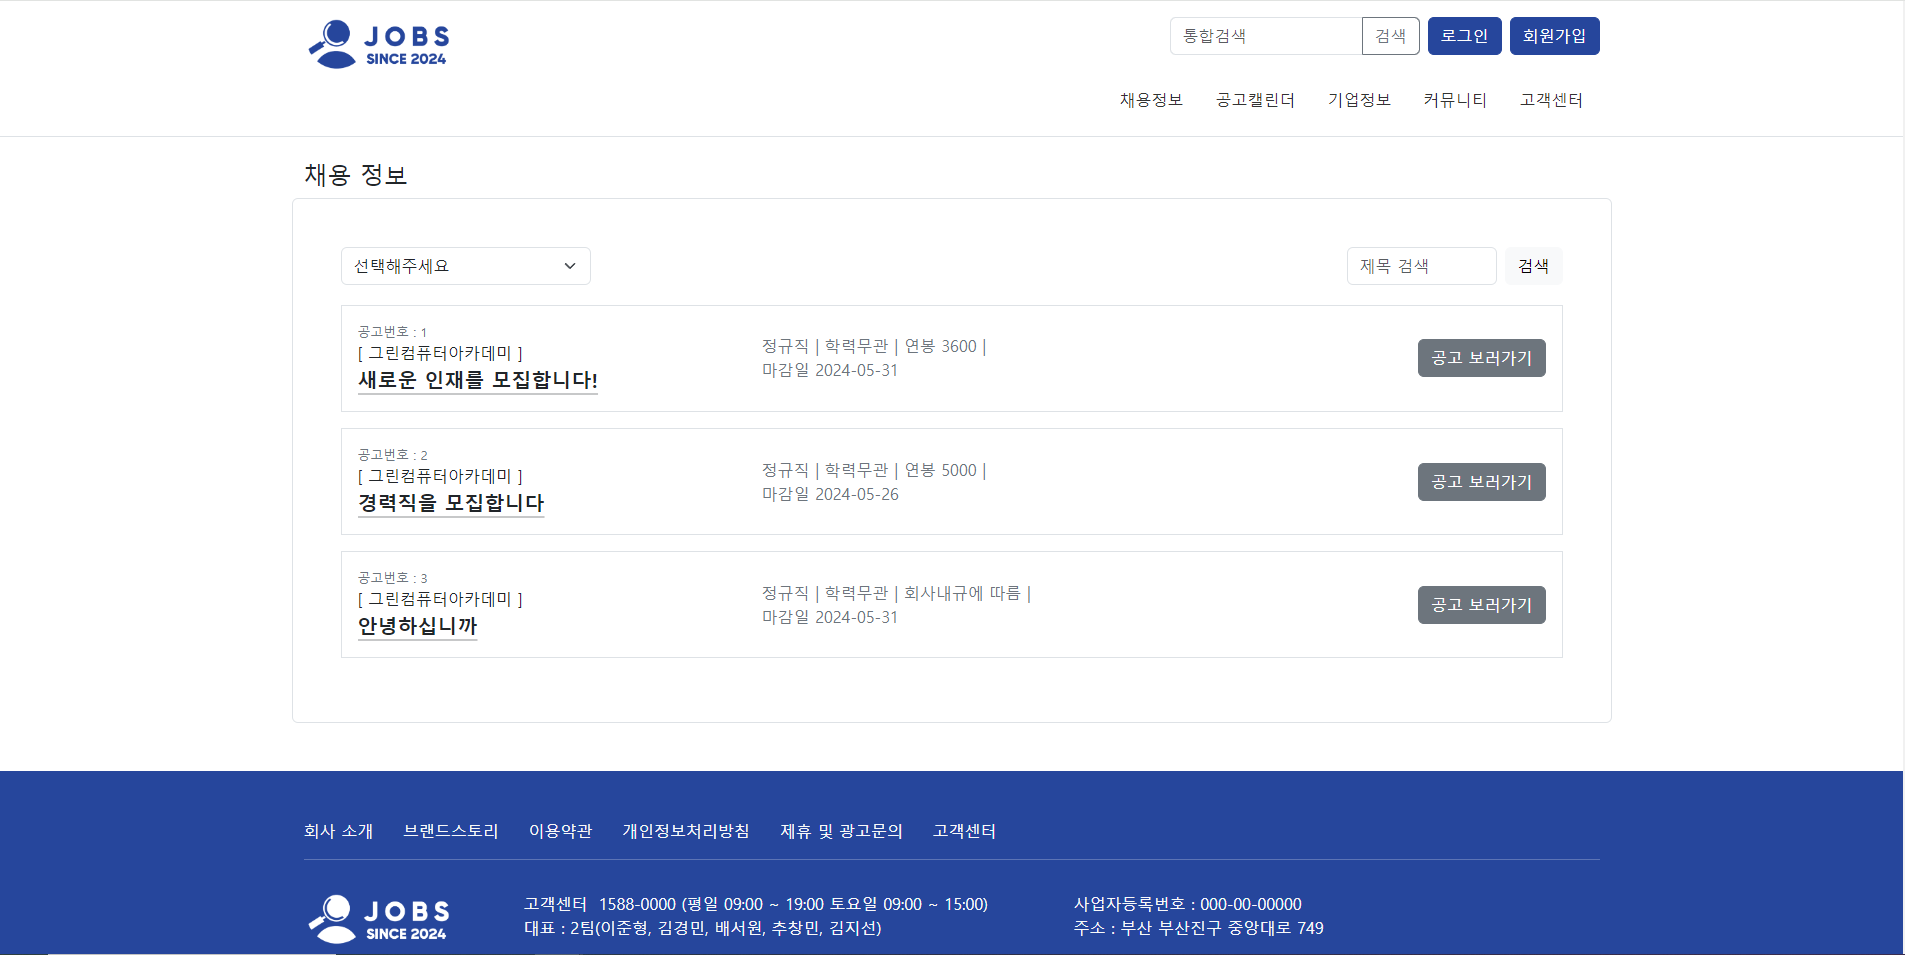 JOBS
SINCE 2024
통합검색 검색 로그인 회원가입
채용정보 공고캘린더 기업정보 커뮤니티 고객센터
채용 정보
선택해주세요 제목 검색 검색
공고번호 : 1
[ 그린컴퓨터아카데미 ]
새로운 인재를 모집합니다!
정규직 | 학력무관 | 연봉 3600 |
마감일 2024-05-31
공고 보러가기
공고번호 : 2
[ 그린컴퓨터아카데미 ]
경력직을 모집합니다
정규직 | 학력무관 | 연봉 5000 |
마감일 2024-05-26
공고 보러가기
공고번호 : 3
[ 그린컴퓨터아카데미 ]
안녕하십니까
정규직 | 학력무관 | 회사내규에 따름 |
마감일 2024-05-31
공고 보러가기
회사 소개 브랜드스토리 이용약관 개인정보처리방침 제휴 및 광고문의 고객센터
JOBS
SINCE 2024
고객센터 1588-0000 (평일 09:00 ~ 19:00 토요일 09:00 ~ 15:00)
대표 : 2팀(이준형, 김경민, 배서원, 추창민, 김지선)
사업자등록번호 : 000-00-00000
주소 : 부산 부산진구 중앙대로 749